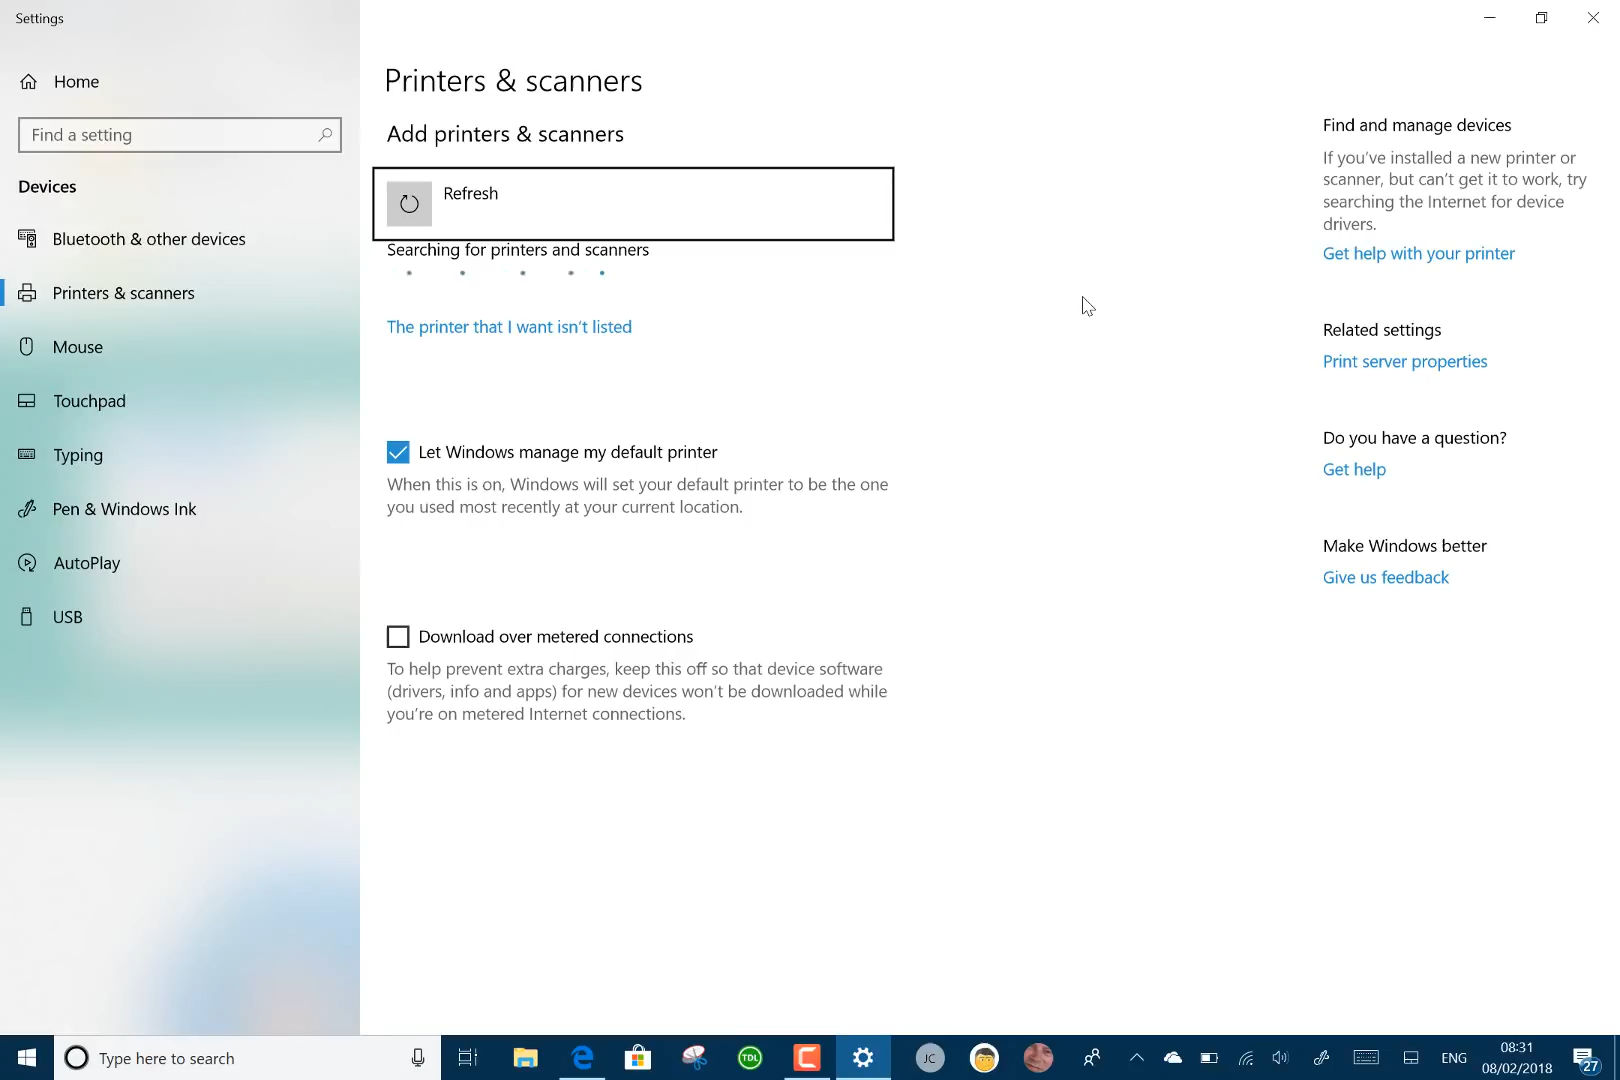 Settings
Home
Find a setting
Devices
Bluetooth & other devices
Printers & scanners
Mouse
Touchpad
Typing
Pen & Windows Ink
AutoPlay
USB
Printers & scanners
Add printers & scanners
Refresh
Searching for printers and scanners
The printer that I want isn't listed
Let Windows manage my default printer
When this is on, Windows will set your default printer to be the one
you used most recently at your current location.
Download over metered connections
To help prevent extra charges, keep this off so that device software
(drivers, info and apps) for new devices won't be downloaded while
you're on metered Internet connections.
Find and manage devices
If you've installed a new printer or
scanner, but can't get it to work, try
searching the Internet for device
drivers.
Get help with your printer
Related settings
Print server properties
Do you have a question?
Get help
Make Windows better
Give us feedback
Type here to search
TDL
JC
ENG
08:31
08/02/2018
27